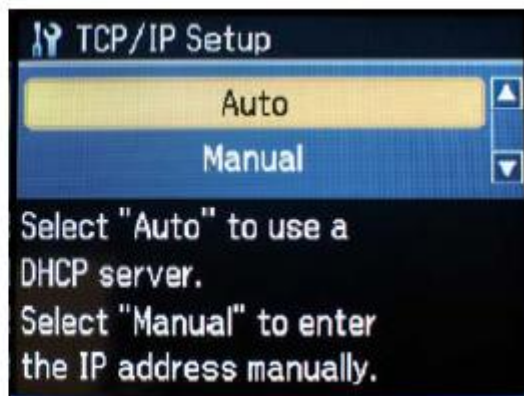 TCP/IP Setup
Auto
Manual
Select "Auto" to use a
DHCP server.
Select "Manual" to enter
the IP address manually.